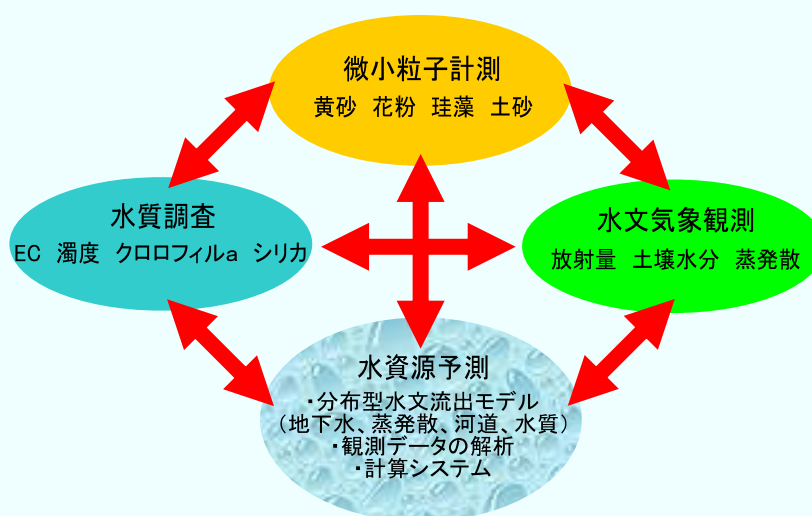 微小粒子計測
黄砂 花粉 珪藻 土砂
水質調査
EC 濁度 クロロフィルa シリカ
水文気象観測
放射量 土壌水分 蒸発散
水資源予測
・分布型水文流出モデル
（地下水、蒸発散、河道、水質）
・観測データの解析
・計算システム